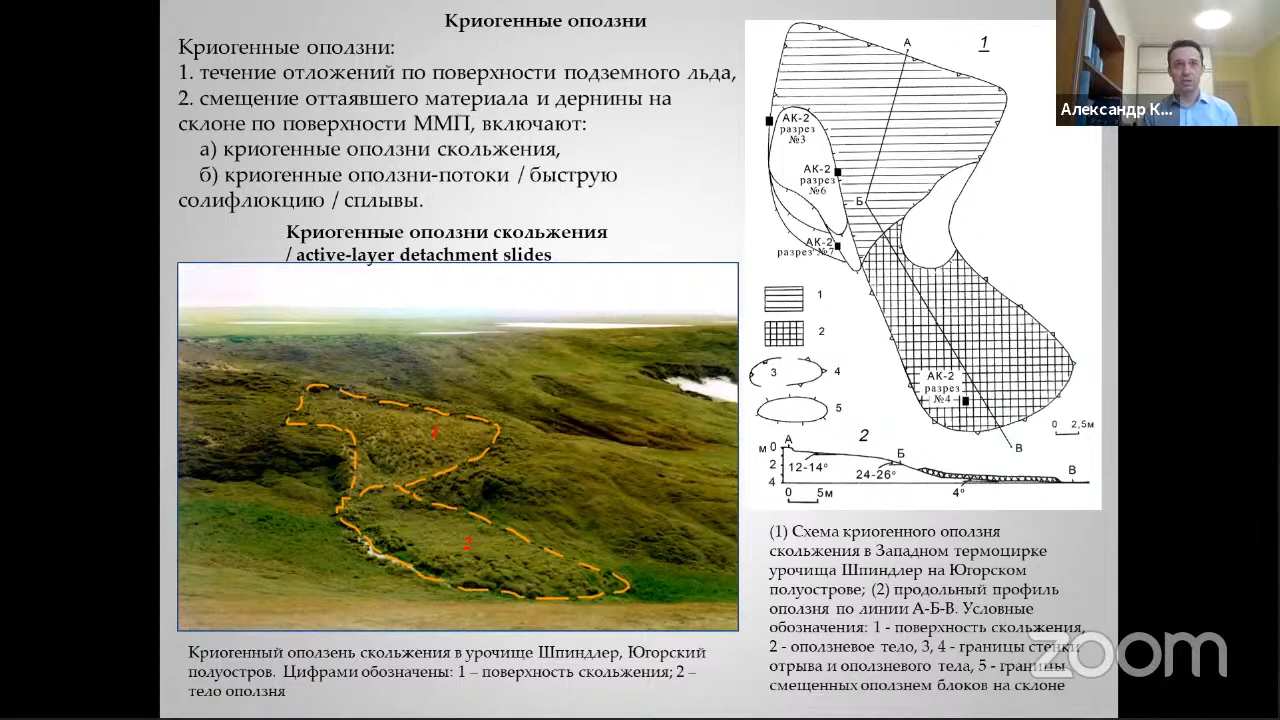 Криогенные оползни
Криогенные оползни:
1. течение отложений по поверхности подземного льда,
2. смещение оттаявшего материала и дернины на
склоне по поверхности ММП, включают:
а) криогенные оползни скольжения,
б) криогенные оползни-потоки / быструю
солифлюкцию / сплывы.
Криогенные оползни скольжения
/ active-layer detachment slides
1
2
Криогенный оползень скольжения в урочище Шпиндлер, Югорский
полуостров. Цифрами обозначены: 1 – поверхность скольжения; 2 –
тело оползня
1
А
АК-2
разрез
№3
АК-2
разрез
№6
Б
АК-2
разрез №7
1
2
3
4
5
АК-2
разрез
№4
0 2,5м
В
2
м 0
2
4
А
12-14°
Б
24-26°
4°
В
0 5м
(1) Схема криогенного оползня
скольжения в Западном термоцирке
урочища Шпиндлер на Югорском
полуострове; (2) продольный профиль
оползня по линии А-Б-В. Условные
обозначения: 1 - поверхность скольжения,
2 - оползневое тело, 3, 4 - границы стенки
отрыва и оползневого тела, 5 - границы
смещенных оползнем блоков на склоне
Александр К...
zoom